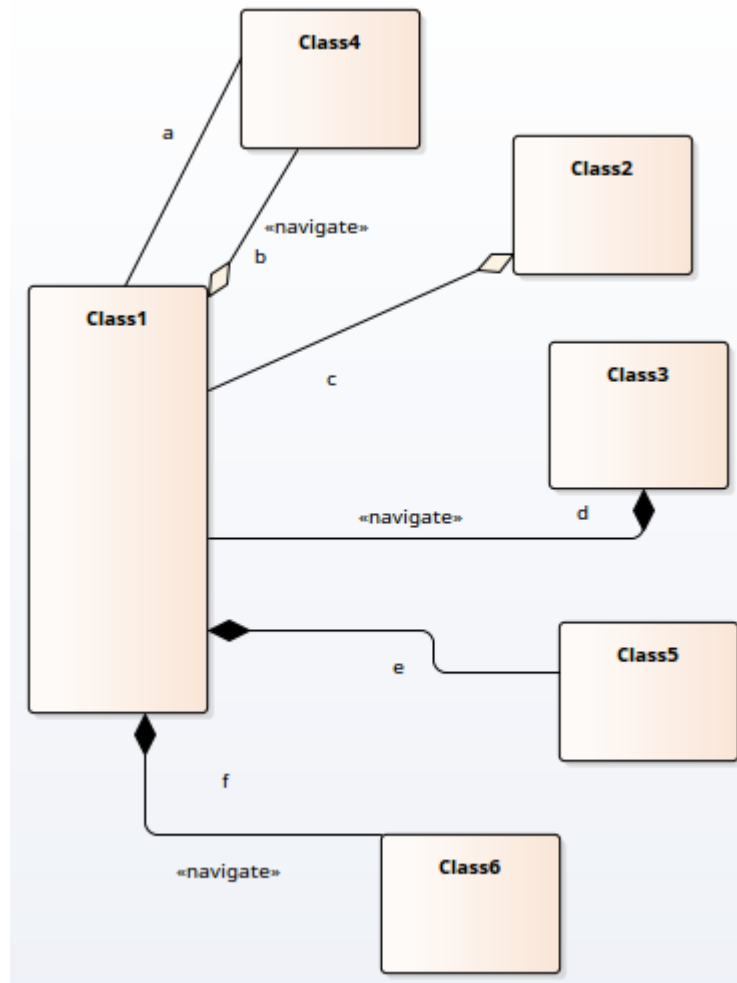 Class4
a
«navigate»
b
Class2
Class1
c
Class3
«navigate»
d
Class5
e
f
Class6
«navigate»